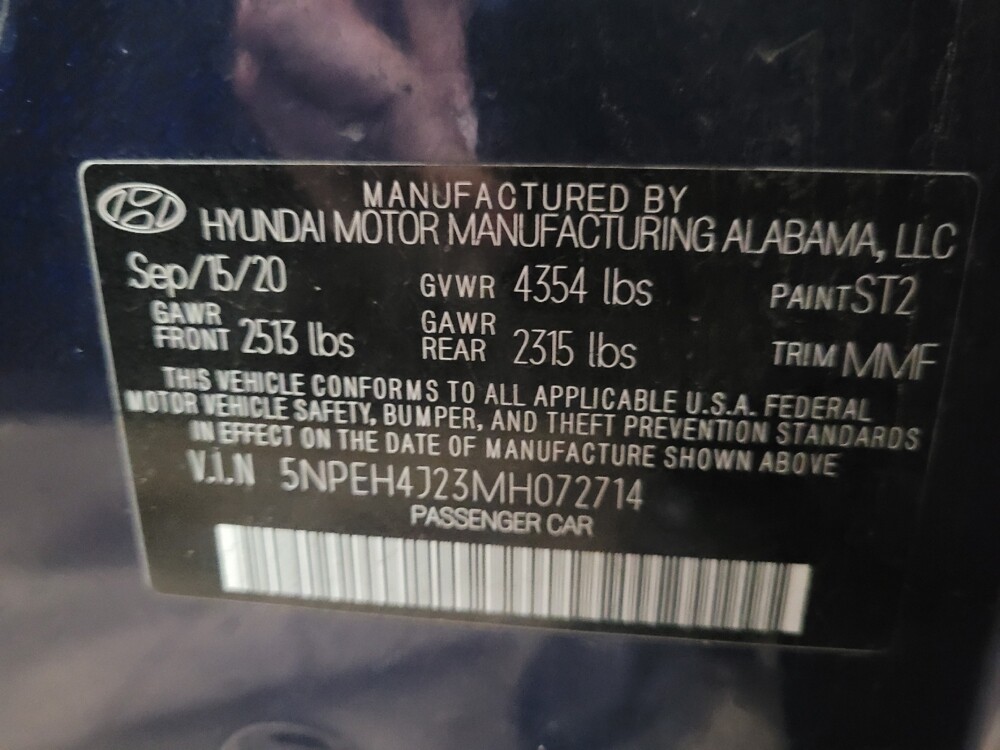 MANUFACTURED BY
HYUNDAI MOTOR MANUFACTURING ALABAMA, LLC
Sep/15/20 GVWR 4354 lbs PAINT ST2
GAWR FRONT 2513 lbs GAWR REAR 2315 lbs TRIM MMF
THIS VEHICLE CONFORMS TO ALL APPLICABLE U.S.A. FEDERAL
MOTOR VEHICLE SAFETY, BUMPER, AND THEFT PREVENTION STANDARDS
IN EFFECT ON THE DATE OF MANUFACTURE SHOWN ABOVE
V.I.N 5NPEH4J23MH072714
PASSENGER CAR